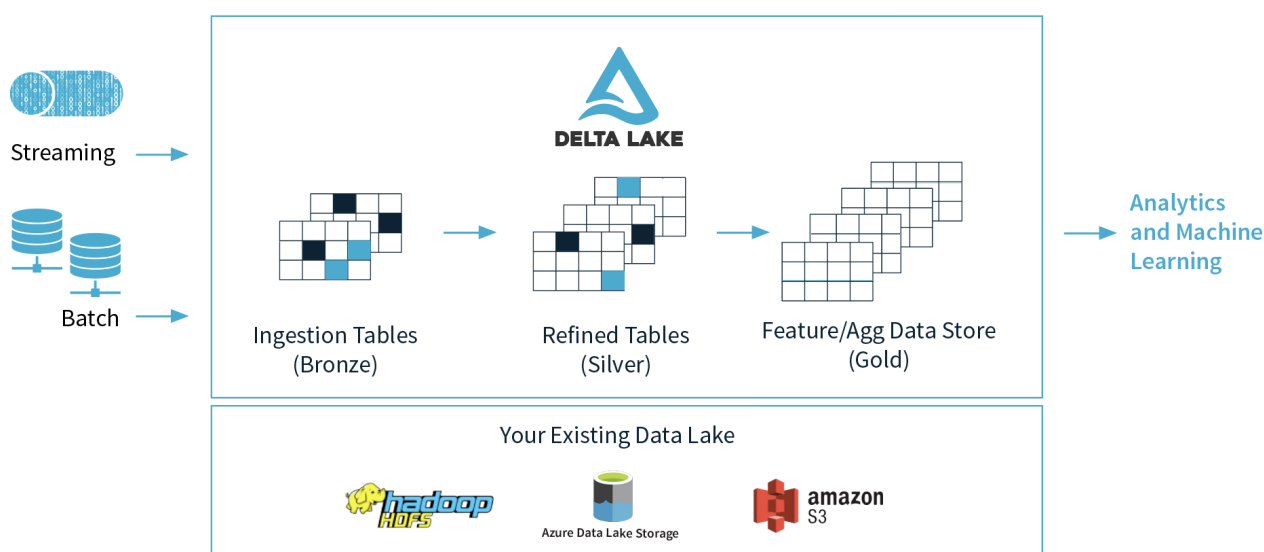 DELTA LAKE
Streaming
Batch
Ingestion Tables
(Bronze)
Refined Tables
(Silver)
Feature/Agg Data Store
(Gold)
Analytics
and Machine
Learning
Your Existing Data Lake
hadoop
HDFS
Azure Data Lake Storage
amazon
S3